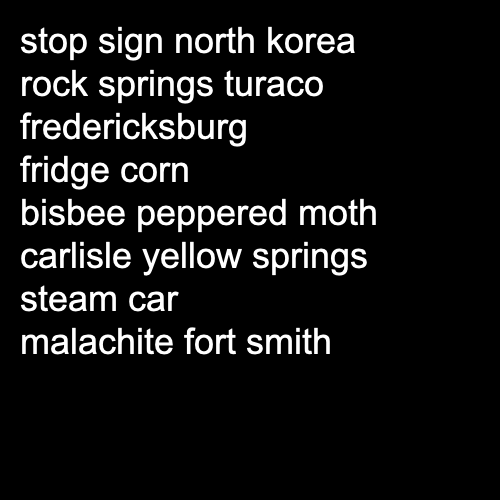 stop sign north korea
rock springs turaco
fredericksburg
fridge corn
bisbee peppered moth
carlisle yellow springs
steam car
malachite fort smith